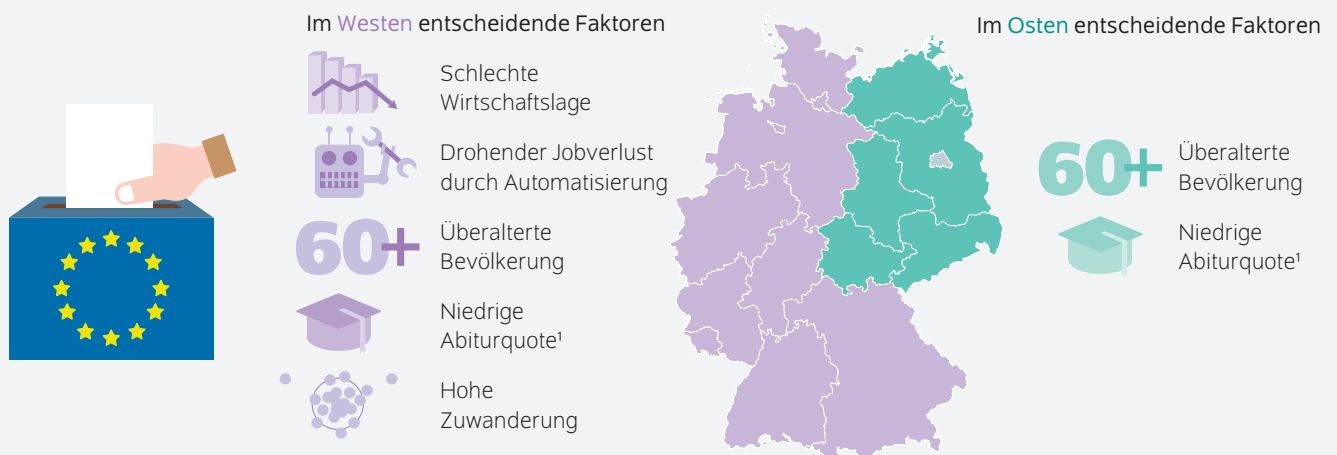 Im Westen entscheidende Faktoren
Schlechte
Wirtschaftslage
Drohender Jobverlust
durch Automatisierung
60+
Überalterte
Bevölkerung
Niedrige
Abiturquote¹
Hohe
Zuwanderung
Im Osten entscheidende Faktoren
60+
Überalterte
Bevölkerung
Niedrige
Abiturquote¹